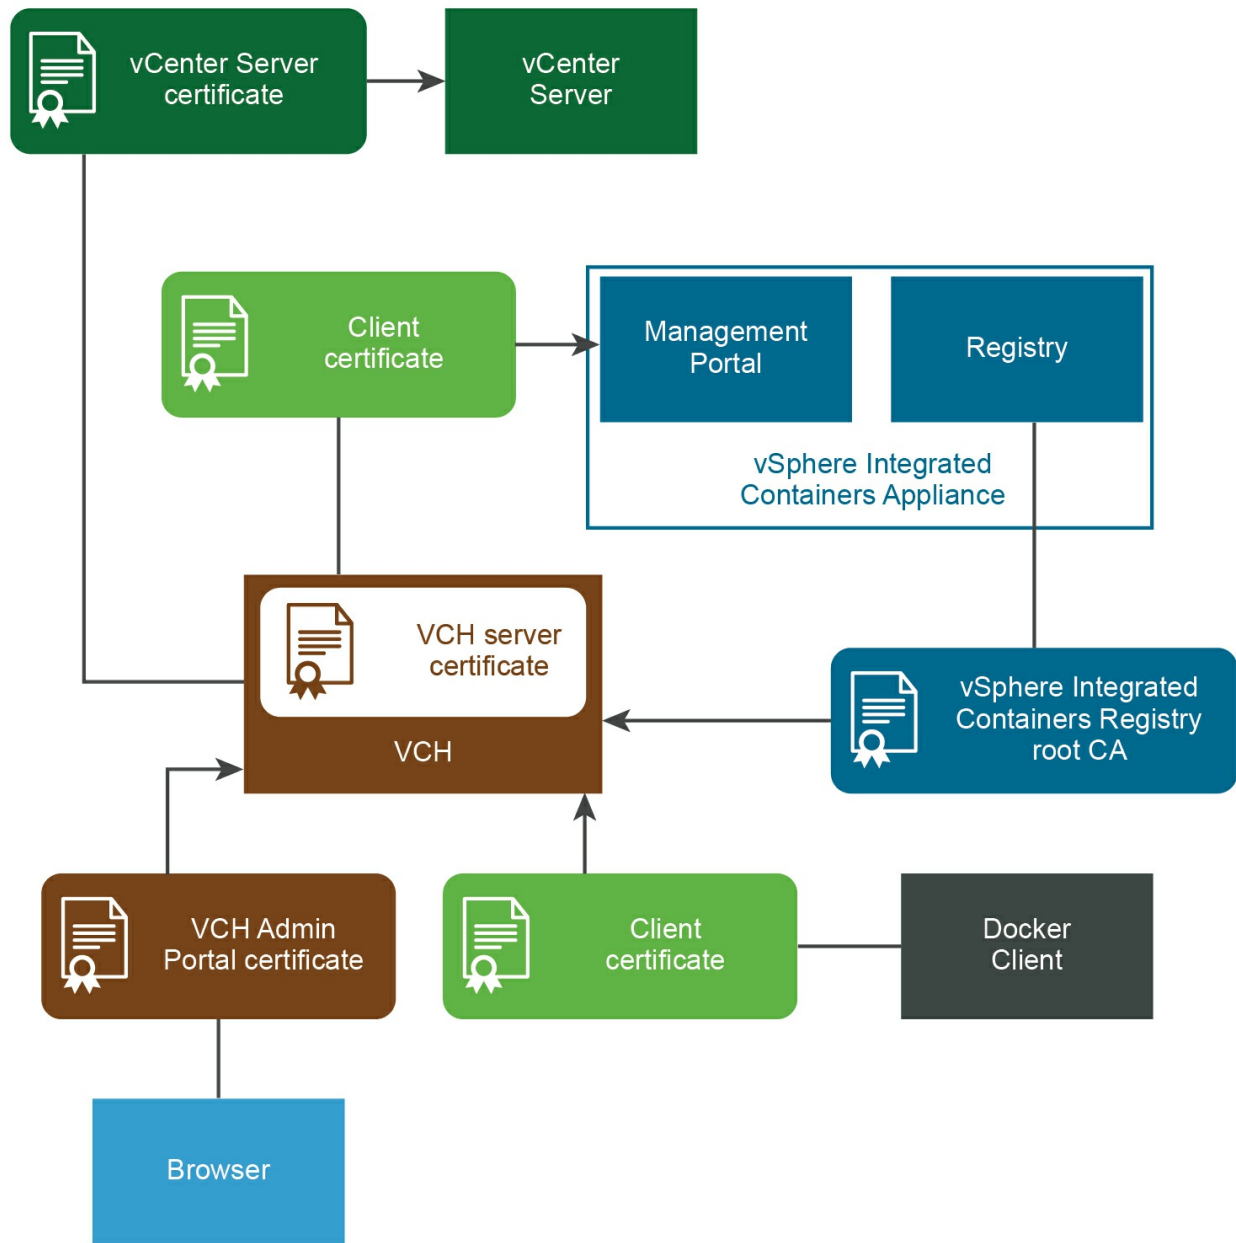 vCenter Server
certificate
vCenter
Server
Client
certificate
Management
Portal
Registry
vSphere Integrated
Containers Appliance
VCH server
certificate
VCH
vSphere Integrated
Containers Registry
root CA
VCH Admin
Portal certificate
Client
certificate
Docker
Client
Browser